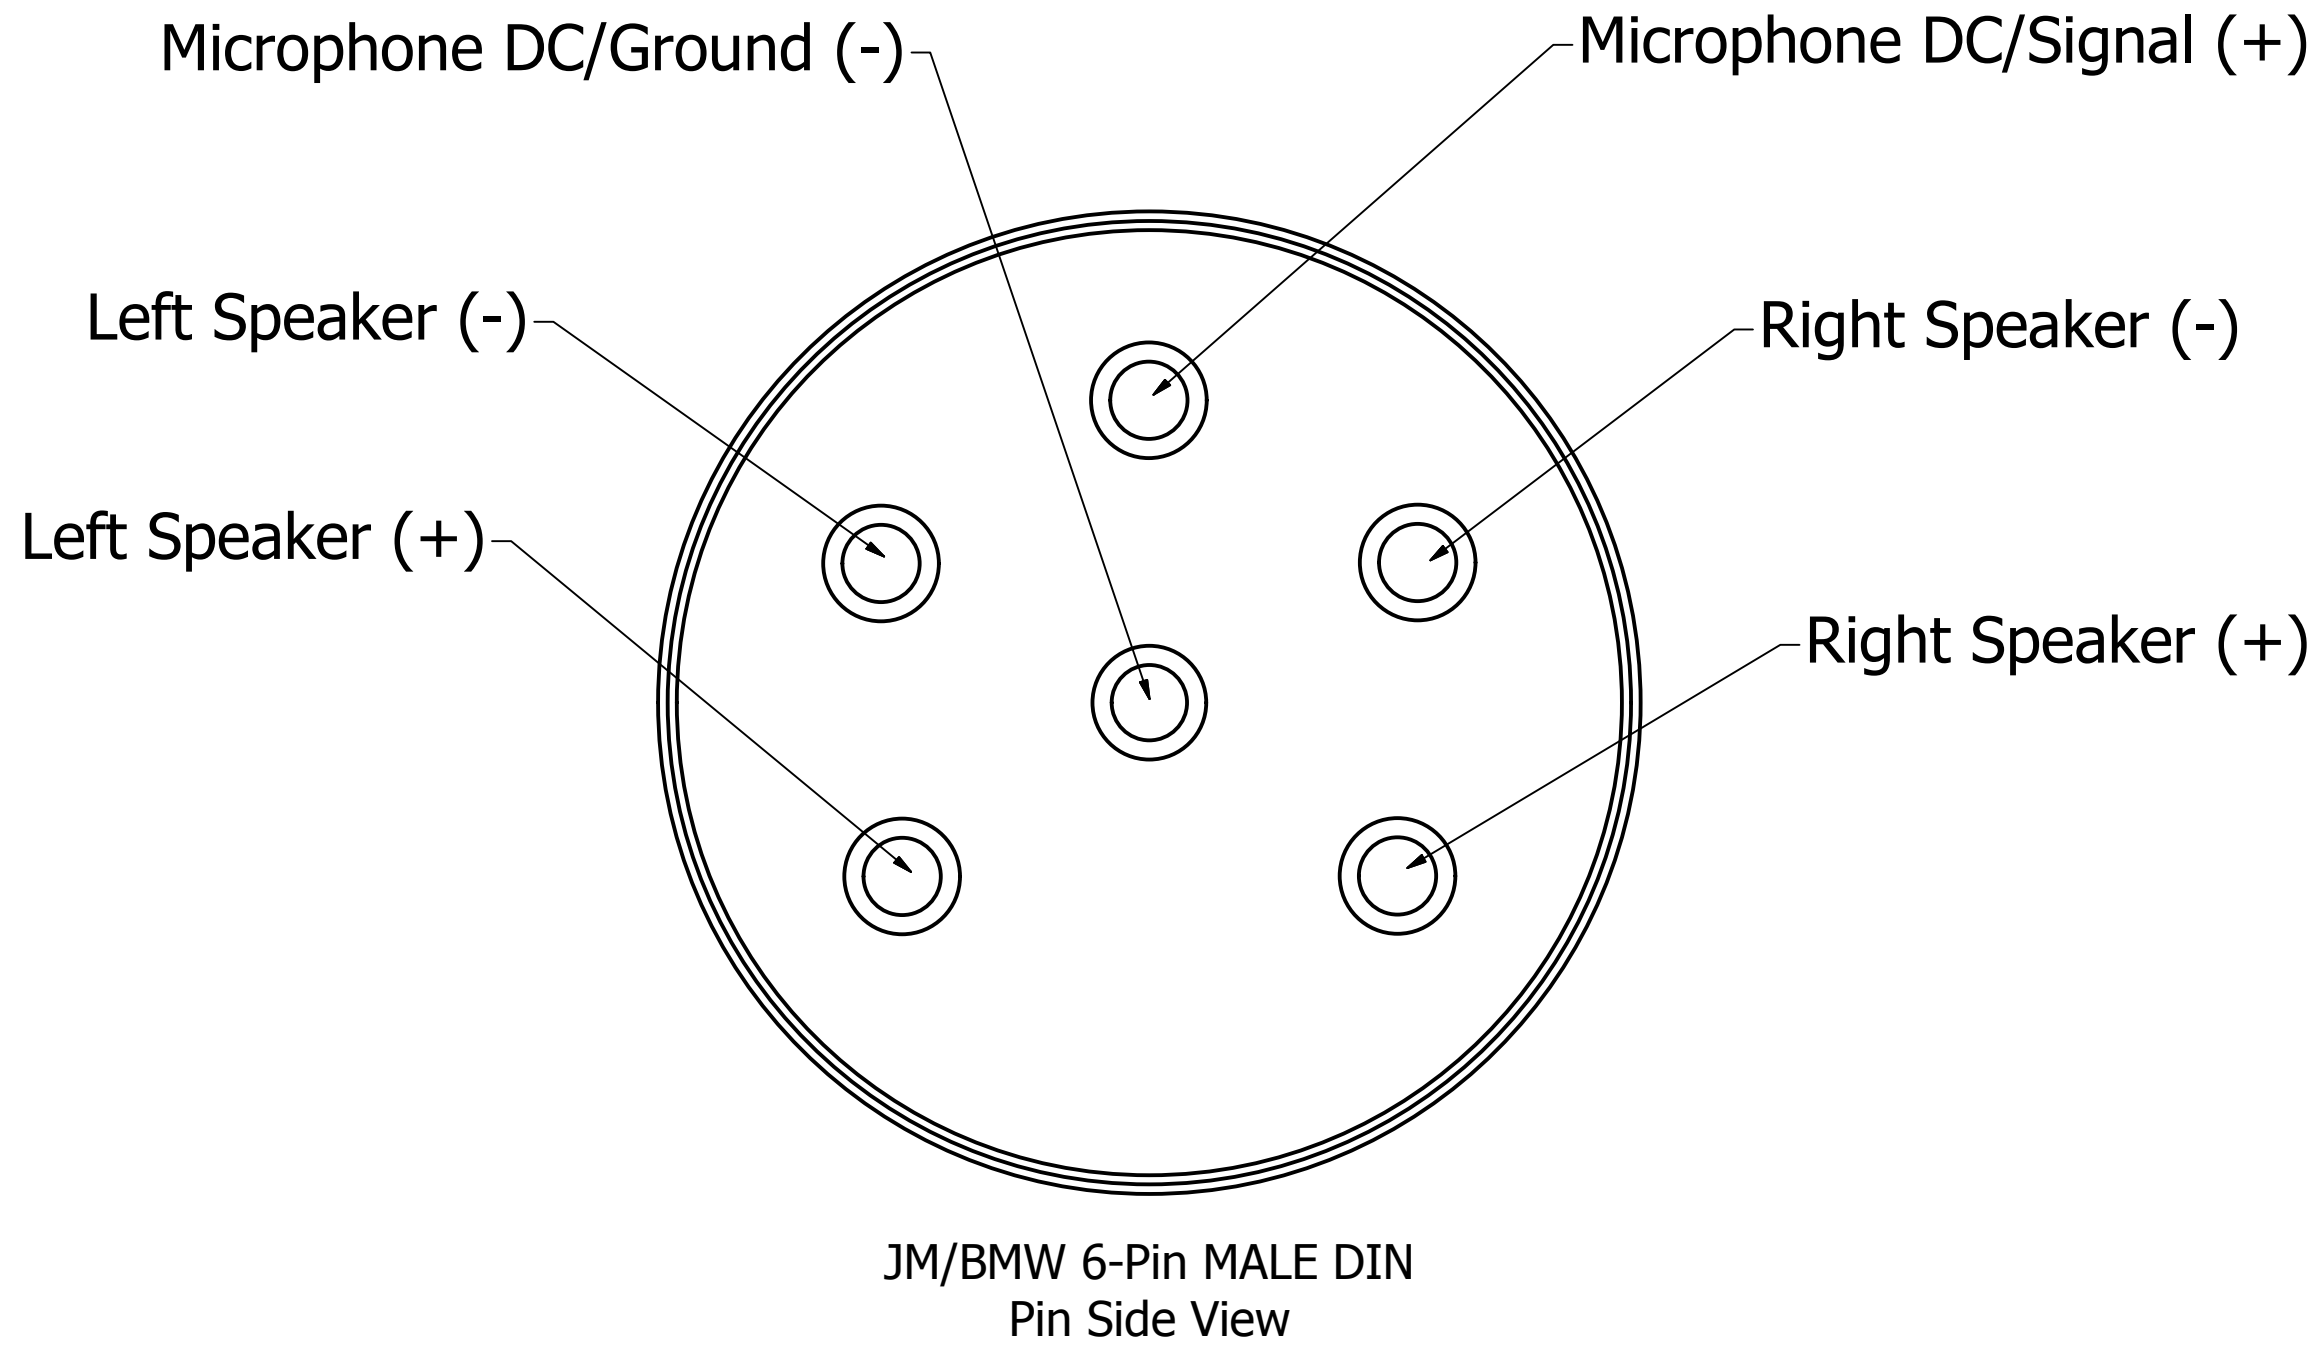 Microphone DC/Ground (-)
Microphone DC/Signal (+)
Left Speaker (-)
Right Speaker (-)
Left Speaker (+)
Right Speaker (+)
JM/BMW 6-Pin MALE DIN
Pin Side View